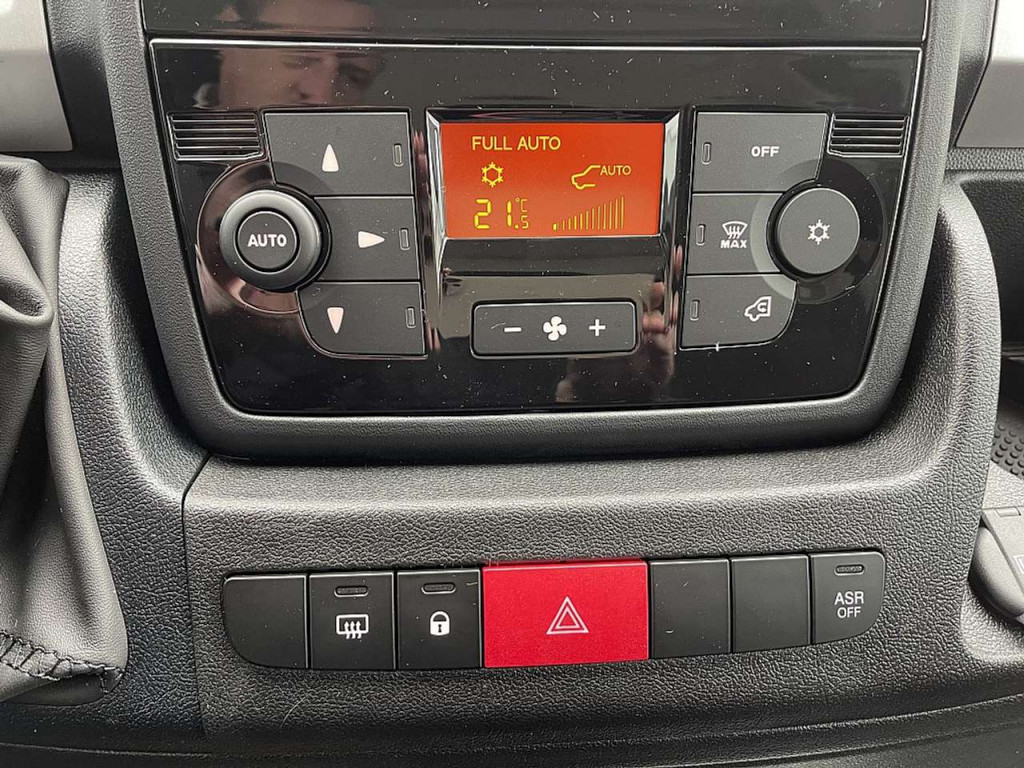 FULL AUTO
AUTO
21.5 °C
AUTO
OFF
MAX
- +
ASR
OFF